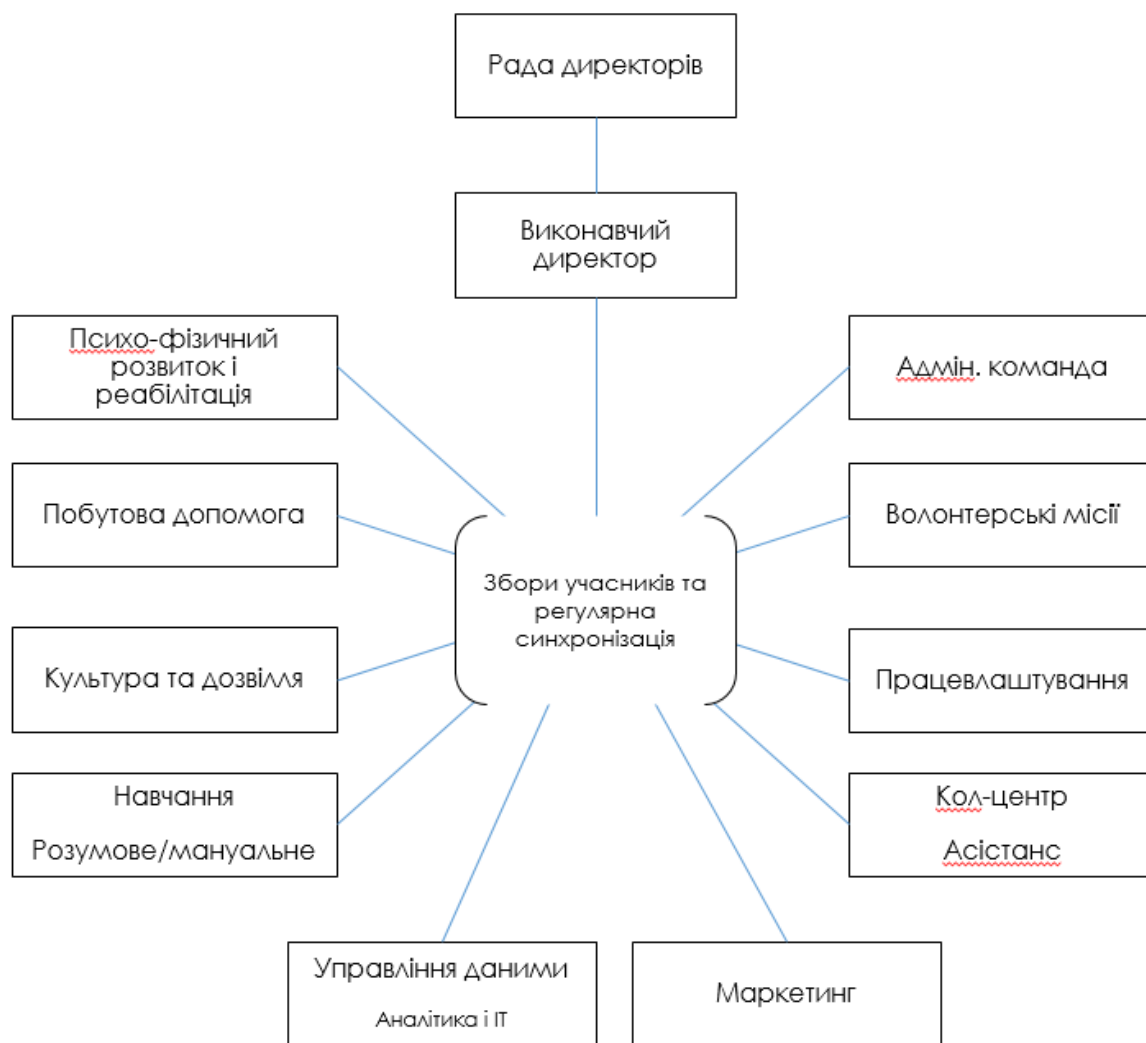 Рада директорів
Виконавчий
директор
Психо-фізичний
розвиток і
реабілітація
Адмін. команда
Побутова допомога
Волонтерські місії
Збори учасників та
регулярна
синхронізація
Культура та дозвілля
Працевлаштування
Навчання
Розумове/мануальне
Кол-центр
Асістанс
Управління даними
Аналітика і ІТ
Маркетинг